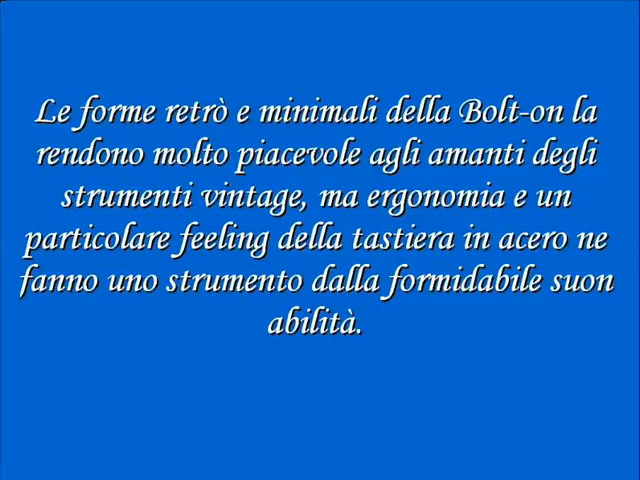 Le forme retrò e minimali della Bolt-on la
rendono molto piacevole agli amanti degli
strumenti vintage, ma ergonomia e un
particolare feeling della tastiera in acero ne
fanno uno strumento dalla formidabile suon
abilità.